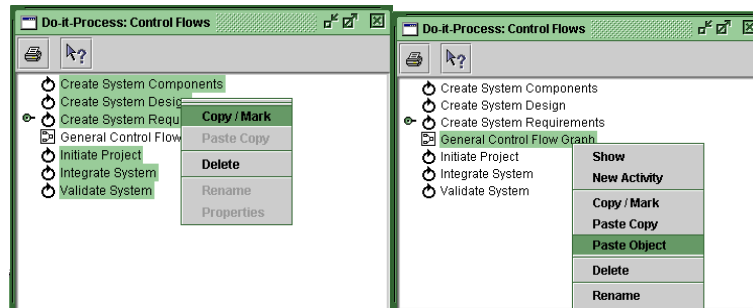 Do-it-Process: Control Flows
Create System Components
Create System Desig
Create System Requ
General Control Flow
Initiate Project
Integrate System
Validate System
Copy / Mark
Paste Copy
Delete
Rename
Properties
Do-it-Process: Control Flows
Create System Components
Create System Design
Create System Requirements
General Control Flow Graph
Initiate Project
Integrate System
Validate System
Show
New Activity
Copy / Mark
Paste Copy
Paste Object
Delete
Rename